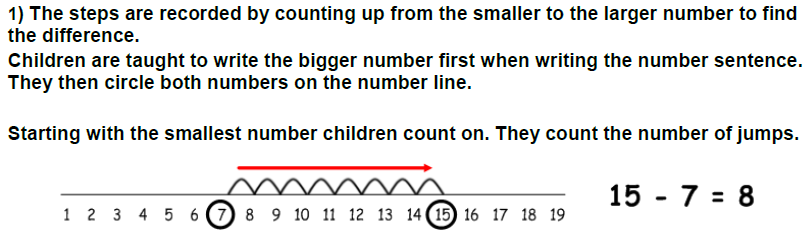 1) The steps are recorded by counting up from the smaller to the larger number to find
the difference.
Children are taught to write the bigger number first when writing the number sentence.
They then circle both numbers on the number line.
Starting with the smallest number children count on. They count the number of jumps.
15 - 7 = 8
1 2 3 4 5 6 7 8 9 10 11 12 13 14 15 16 17 18 19